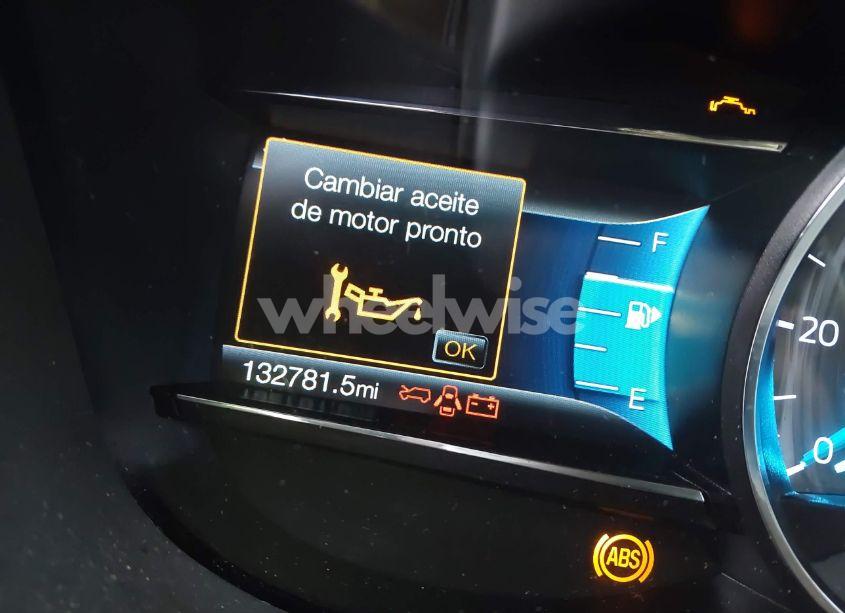 Cambiar aceite
de motor pronto
wheelwise
OK
132781.5mi
F
E
20
0
ABS